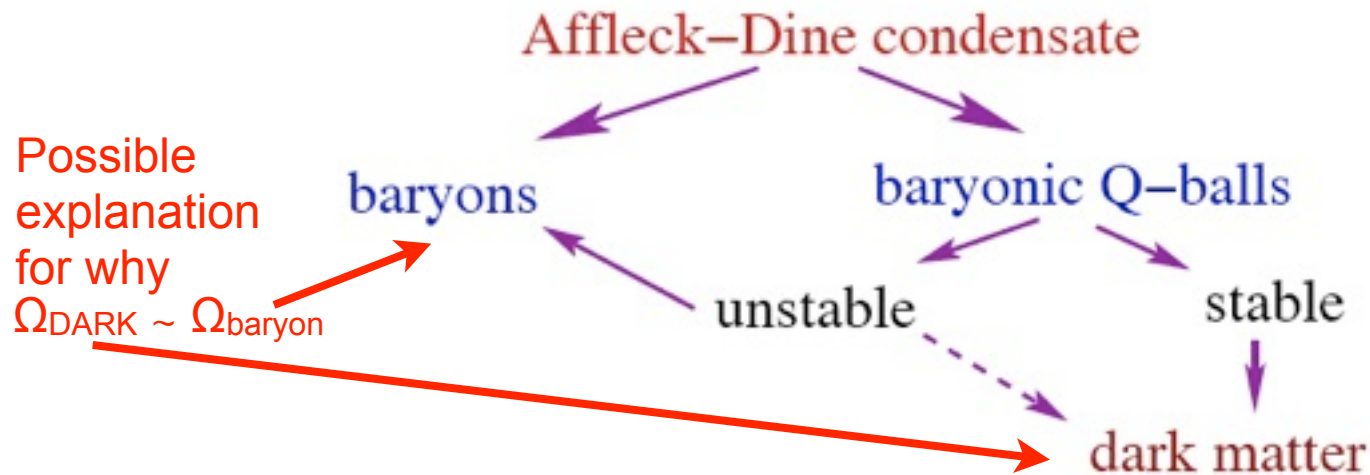 Affleck–Dine condensate
Possible
explanation
for why
ΩDARK ~ Ωbaryon
baryons
baryonic Q–balls
unstable
stable
dark matter